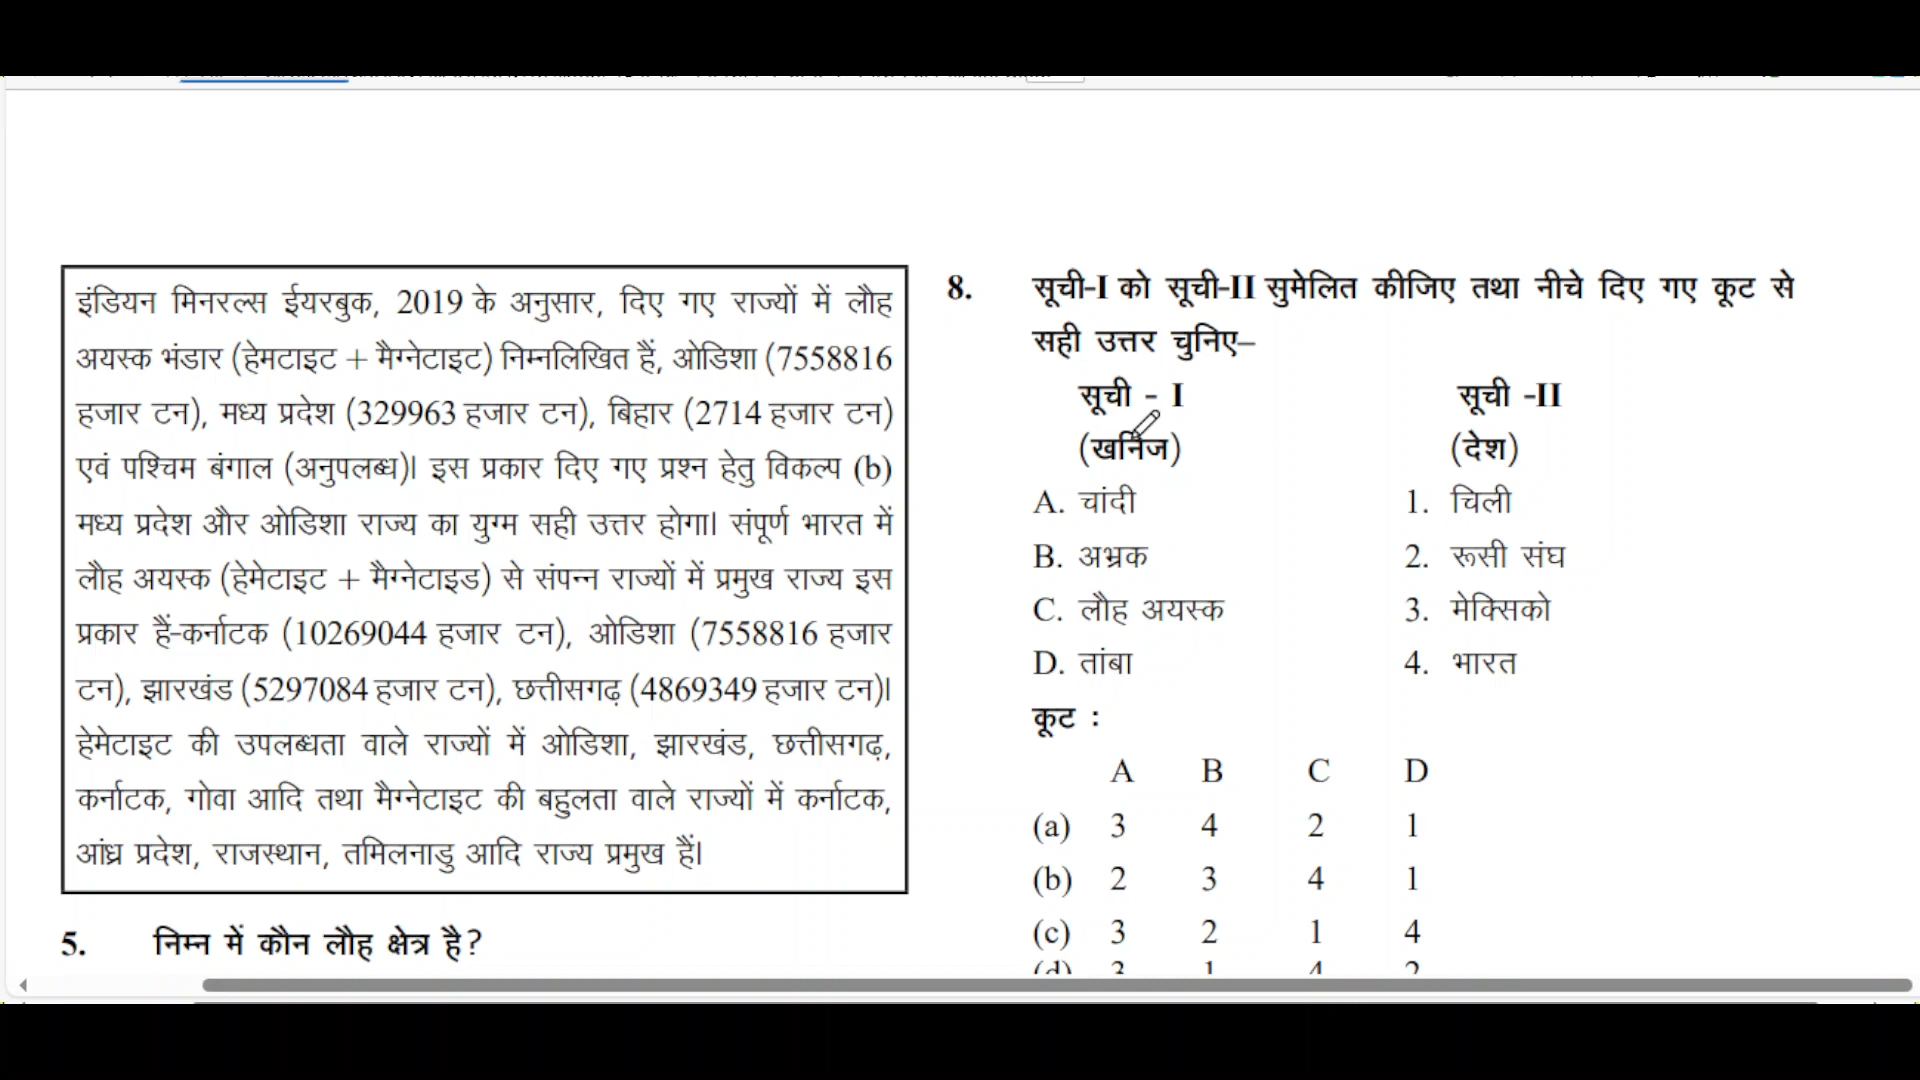 इंडियन मिनरल्स ईयरबुक, 2019 के अनुसार, दिए गए राज्यों में लौह
अयस्क भंडार (हेमटाइट + मैग्नेटाइट) निम्नलिखित हैं, ओडिशा (7558816
हजार टन), मध्य प्रदेश (329963 हजार टन), बिहार (2714 हजार टन)
एवं पश्चिम बंगाल (अनुपलब्ध)। इस प्रकार दिए गए प्रश्न हेतु विकल्प (b)
मध्य प्रदेश और ओडिशा राज्य का युग्म सही उत्तर होगा। संपूर्ण भारत में
लौह अयस्क (हेमेटाइट + मैग्नेटाइड) से संपन्न राज्यों में प्रमुख राज्य इस
प्रकार हैं-कर्नाटक (10269044 हजार टन), ओडिशा (7558816 हजार
टन), झारखंड (5297084 हजार टन), छत्तीसगढ़ (4869349 हजार टन)।
हेमेटाइट की उपलब्धता वाले राज्यों में ओडिशा, झारखंड, छत्तीसगढ़,
कर्नाटक, गोवा आदि तथा मैग्नेटाइट की बहुलता वाले राज्यों में कर्नाटक,
आंध्र प्रदेश, राजस्थान, तमिलनाडु आदि राज्य प्रमुख हैं।
5. निम्न में कौन लौह क्षेत्र है?
8. सूची-I को सूची-II सुमेलित कीजिए तथा नीचे दिए गए कूट से
सही उत्तर चुनिए–
सूची - I सूची -II
(खनिज) (देश)
A. चांदी 1. चिली
B. अभ्रक 2. रूसी संघ
C. लौह अयस्क 3. मेक्सिको
D. तांबा 4. भारत
कूट :
A B C D
(a) 3 4 2 1
(b) 2 3 4 1
(c) 3 2 1 4
(d) 3 1 4 2